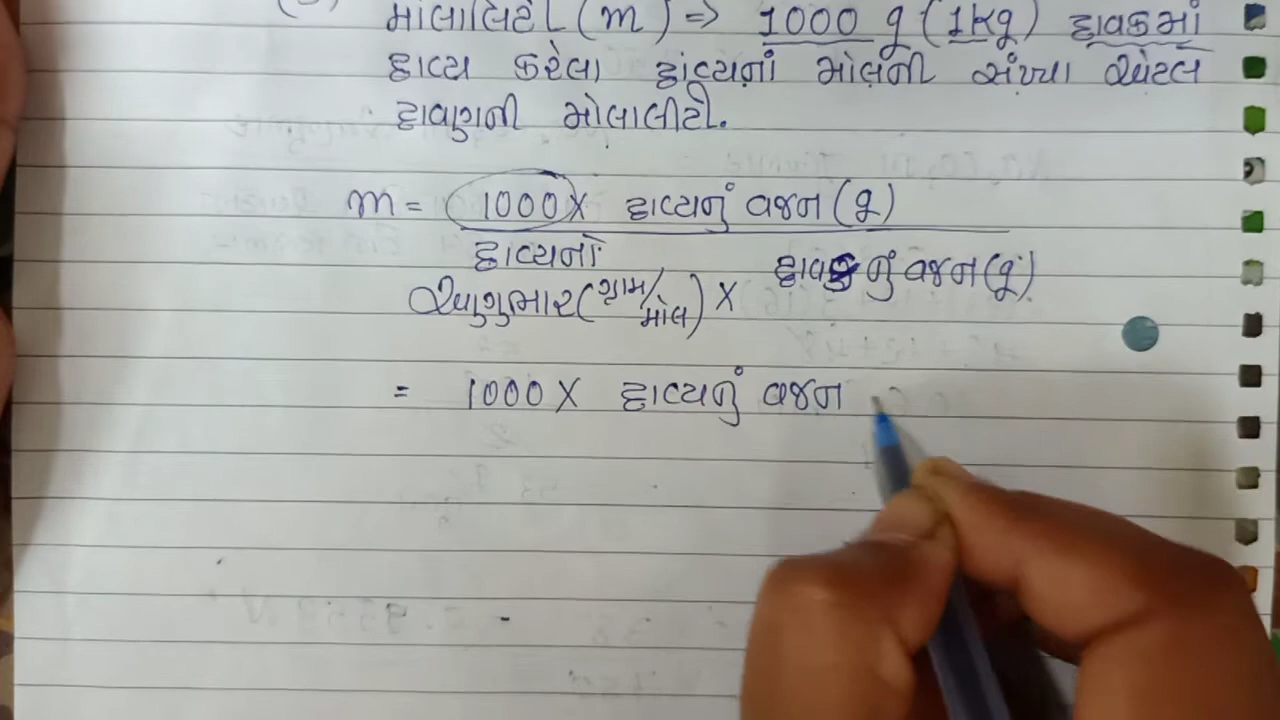 મોલાલિટી (m) => 1000 g (1Kg) દ્રાવકમાં
દ્રાવ્ય કરેલા દ્રાવ્યનાં મોલની સંખ્યા એટલે
દ્રાવણની મોલાલીટી.
m = 1000 X દ્રાવ્યનું વજન (g)
દ્રાવ્યનો દ્રાવકનું વજન (g)
અણુભાર (ગ્રામ/મોલ) X
= 1000 X દ્રાવ્યનું વજન